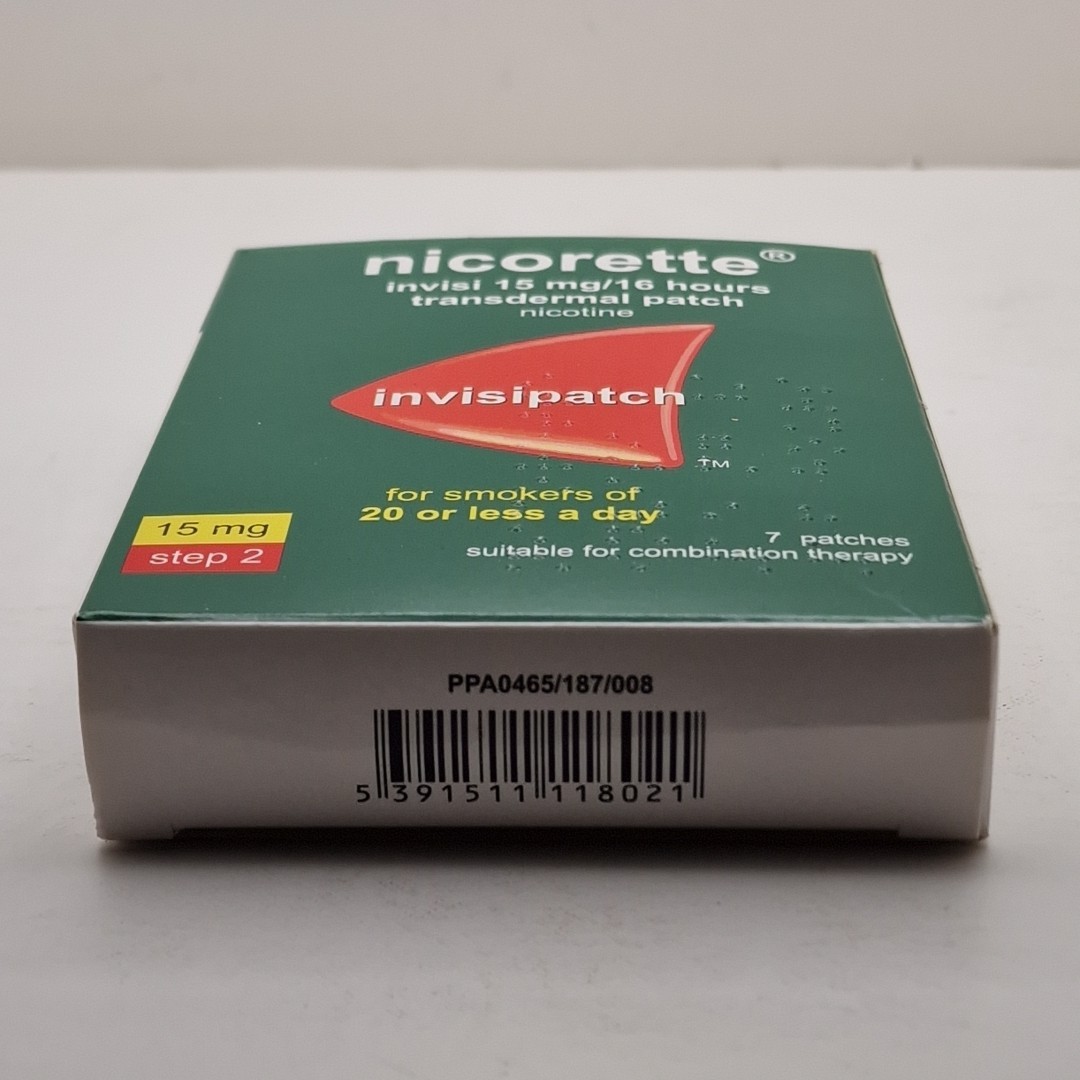 nicorette®
invisi 15 mg/16 hours
transdermal patch
nicotine
invisipatch
™
for smokers of
20 or less a day
15 mg
step 2
7 patches
suitable for combination therapy
PPA0465/187/008
5 391511 118021